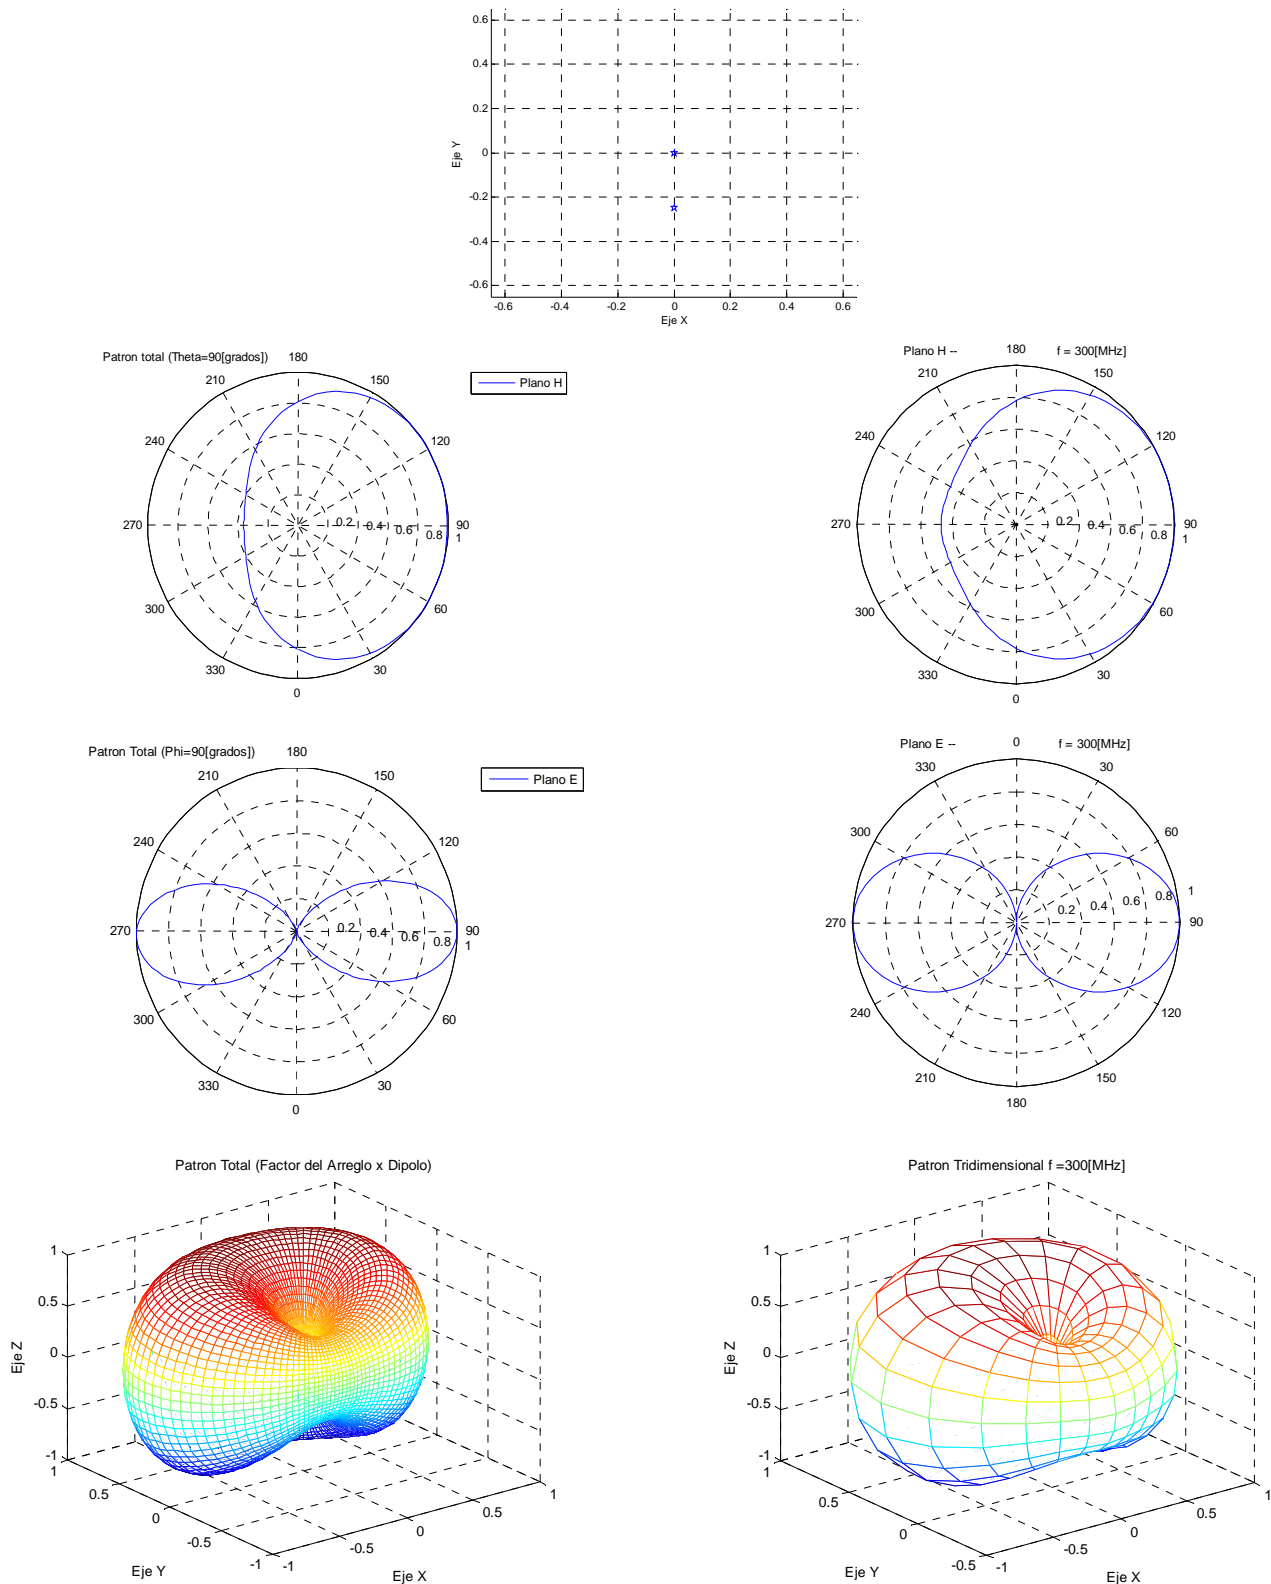 0.6
0.4
0.2
0
-0.2
-0.4
-0.6
Eje Y
-0.6 -0.4 -0.2 0 0.2 0.4 0.6
Eje X
Patron total (Theta=90[grados])
180
210 150
240 120
270 90
300 60
330 30
0
0.2 0.4 0.6 0.8 1
Plano H
Plano H -- f = 300[MHz]
180
210 150
240 120
270 90
300 60
330 30
0
0.2 0.4 0.6 0.8 1
Patron Total (Phi=90[grados])
180
210 150
240 120
270 90
300 60
330 30
0
0.2 0.4 0.6 0.8 1
Plano E
Plano E -- f = 300[MHz]
0
330 30
300 60
270 90
240 120
210 150
180
0.2 0.4 0.6 0.8 1
Patron Total (Factor del Arreglo x Dipolo)
1
0.5
0
-0.5
-1
Eje Z
1 0.5 0 -0.5 -1
Eje Y
-1 -0.5 0 0.5 1
Eje X
Patron Tridimensional f =300[MHz]
1
0.5
0
-0.5
-1
Eje Z
1 0.5 0 -0.5
Eje Y
-1 -0.5 0 0.5 1
Eje X